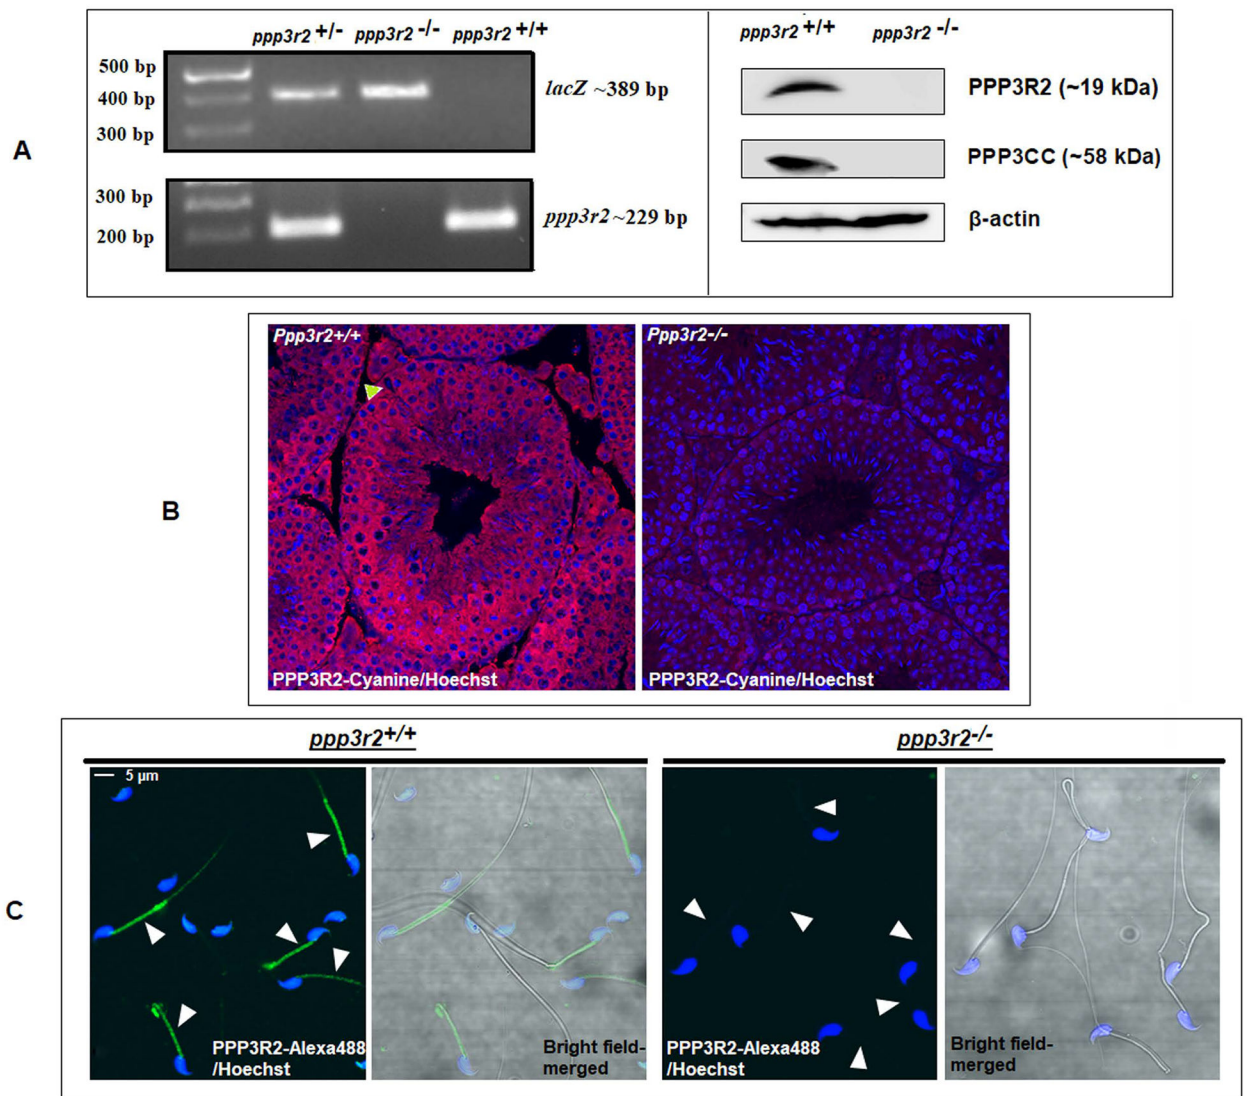 A
ppp3r2 +/- ppp3r2 -/- ppp3r2 +/+
500 bp
400 bp
300 bp
lacZ ~389 bp
300 bp
200 bp
ppp3r2 ~229 bp
ppp3r2 +/+ ppp3r2 -/-
PPP3R2 (~19 kDa)
PPP3CC (~58 kDa)
β-actin
B
Ppp3r2+/+
PPP3R2-Cyanine/Hoechst
Ppp3r2-/-
PPP3R2-Cyanine/Hoechst
C
ppp3r2+/+
5 µm
PPP3R2-Alexa488
/Hoechst
Bright field-
merged
ppp3r2-/-
PPP3R2-Alexa488
/Hoechst
Bright field-
merged